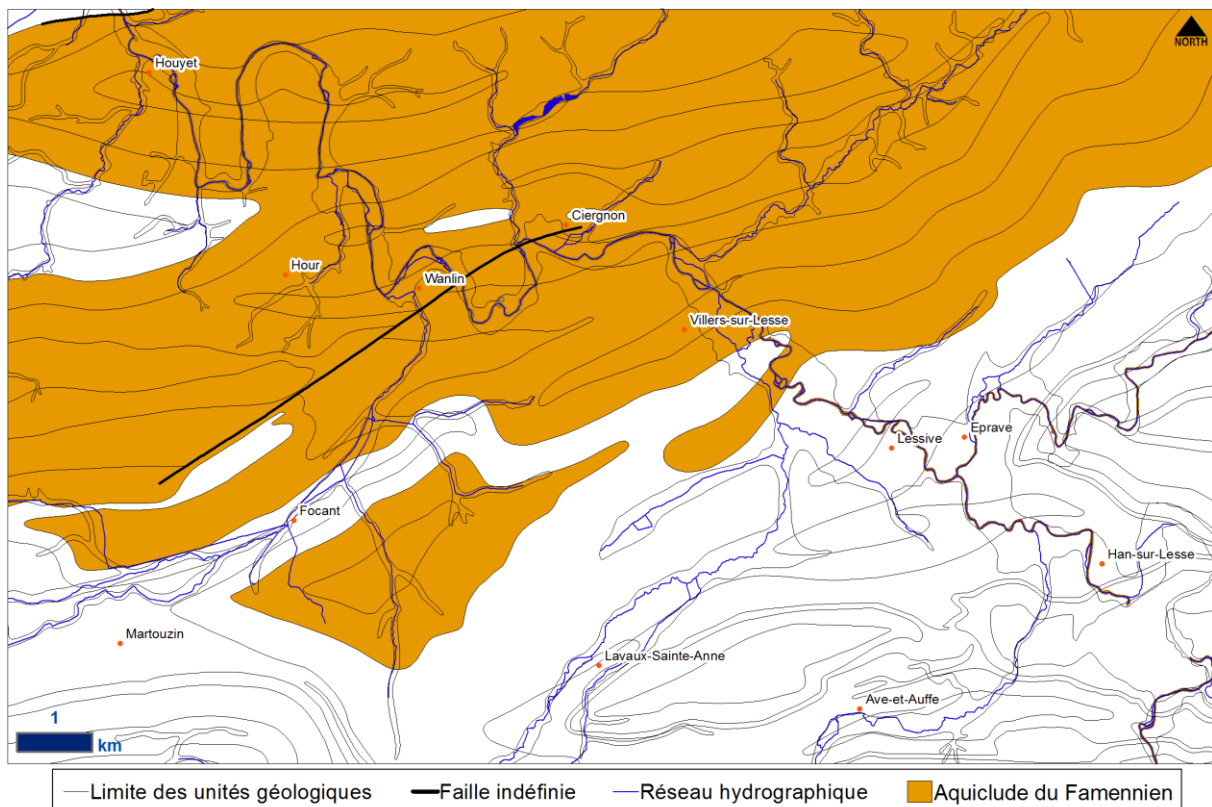 NORTH
Houyet
Ciergnon
Hour
Wanlin
Villers-sur-Lesse
Lessive
Eprave
Focant
Han-sur-Lesse
Martouzin
Lavaux-Sainte-Anne
Ave-et-Auffe
1
km
Limite des unités géologiques
Faille indéfinie
Réseau hydrographique
Aquiclude du Famennien